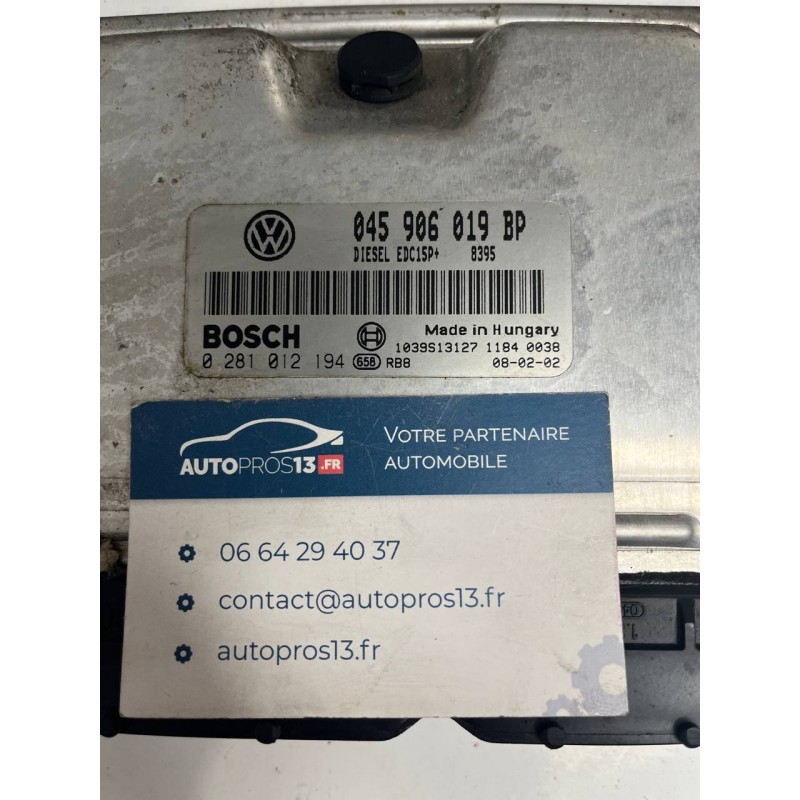 VW
045 906 019 BP
DIESEL EDC15P+ 8395
BOSCH
Made in Hungary
1039S13127 1184 0038
0 281 012 194 658 RB8 08-02-02
AUTOPROS13.FR
VOTRE PARTENAIRE
AUTOMOBILE
06 64 29 40 37
contact@autopros13.fr
autopros13.fr